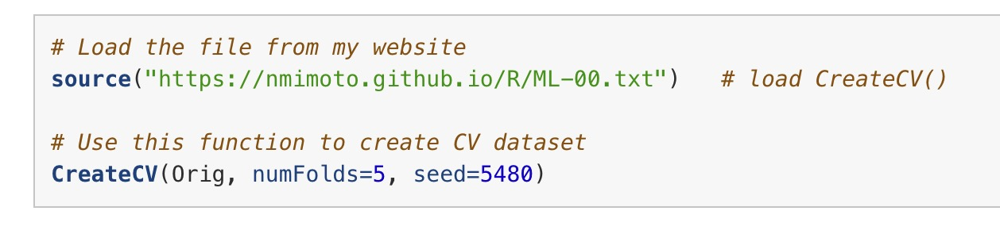 # Load the file from my website
source("https://nmimoto.github.io/R/ML-00.txt")   # load CreateCV()
# Use this function to create CV dataset
CreateCV(Orig, numFolds=5, seed=5480)